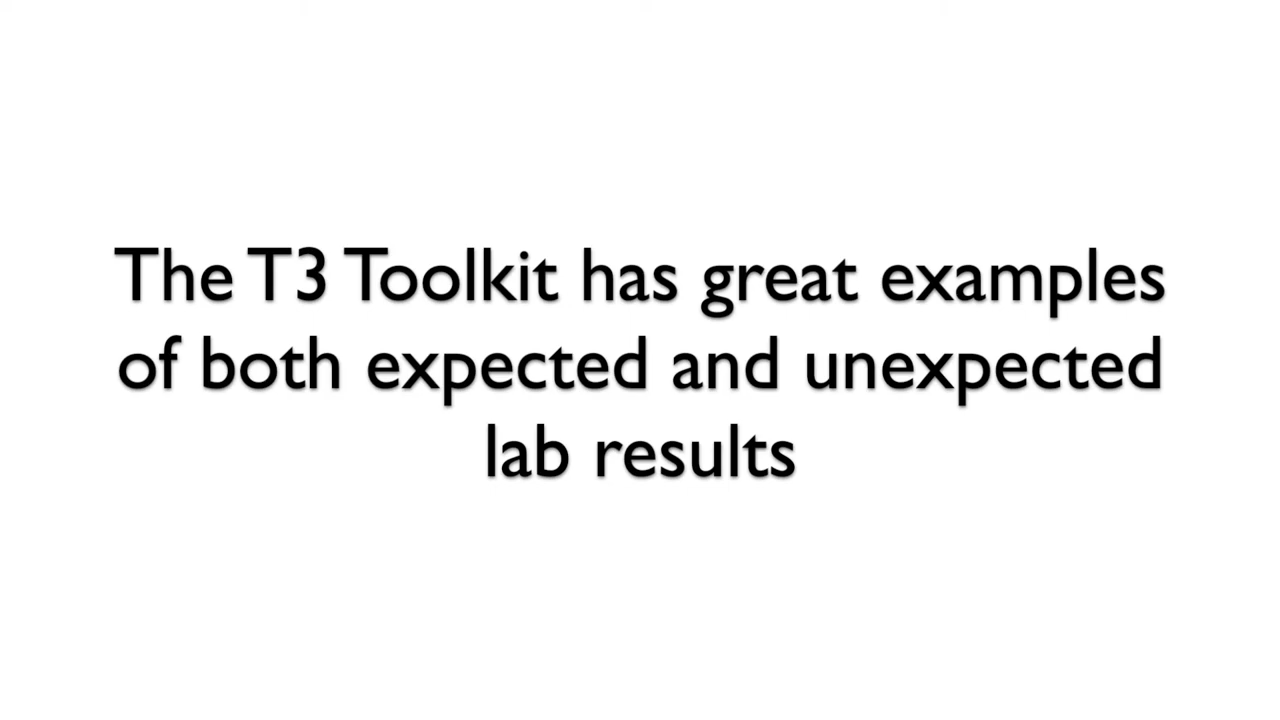 The T3 Toolkit has great examples
of both expected and unexpected
lab results